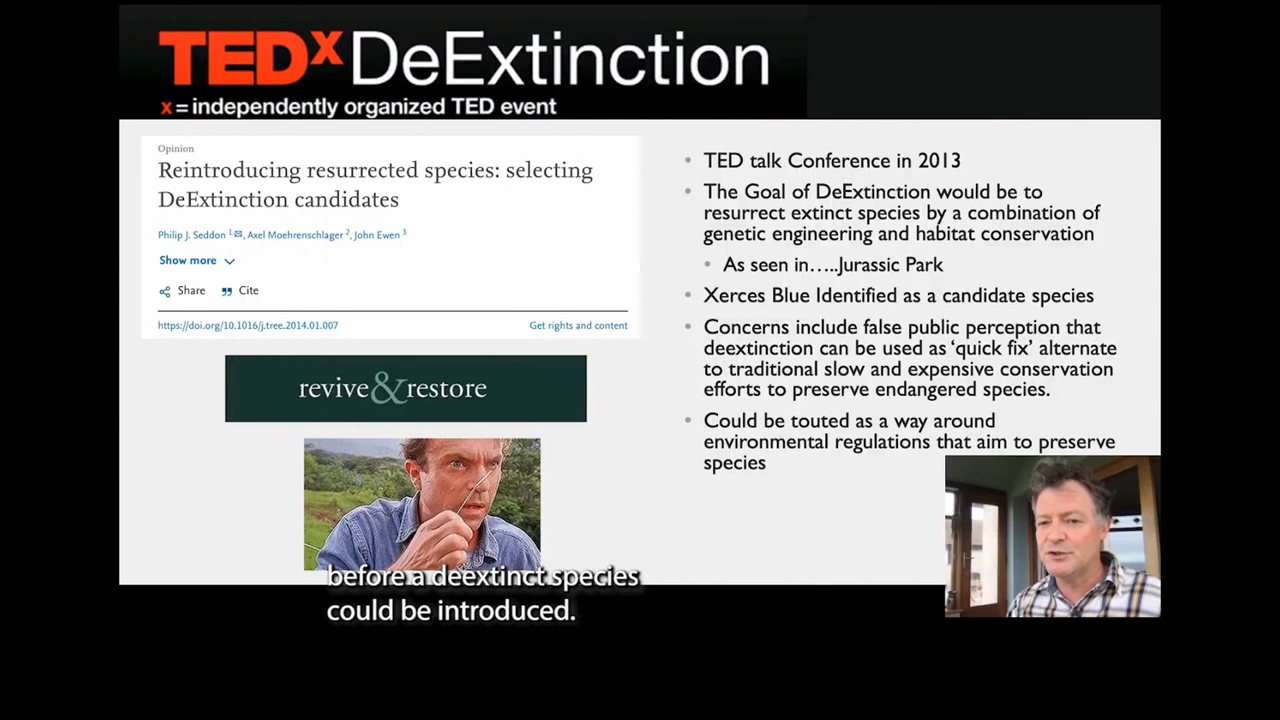 TEDx DeExtinction
x = independently organized TED event
Opinion
Reintroducing resurrected species: selecting
DeExtinction candidates
Philip J. Seddon 1 ✉, Axel Moehrenschlager 2, John Ewen 3
Show more
Share Cite
https://doi.org/10.1016/j.tree.2014.01.007 Get rights and content
revive & restore
• TED talk Conference in 2013
• The Goal of DeExtinction would be to
resurrect extinct species by a combination of
genetic engineering and habitat conservation
• As seen in…..Jurassic Park
• Xerces Blue Identified as a candidate species
• Concerns include false public perception that
deextinction can be used as ‘quick fix’ alternate
to traditional slow and expensive conservation
efforts to preserve endangered species.
• Could be touted as a way around
environmental regulations that aim to preserve
species
before a deextinct species
could be introduced.